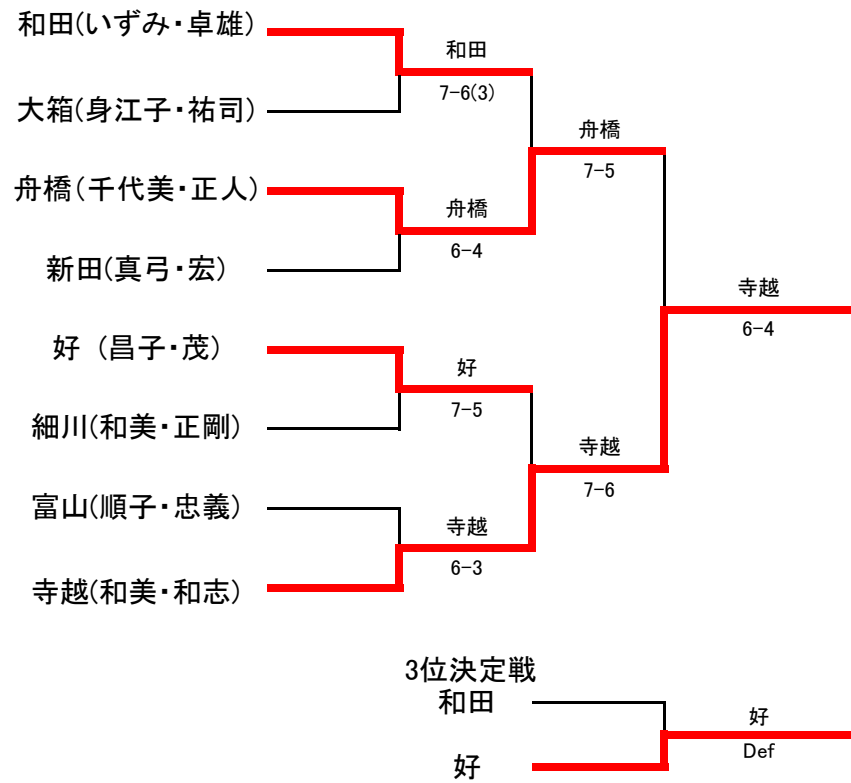 和田(いずみ・卓雄)
和田
7-6(3)
大箱(身江子・祐司)
舟橋
7-5
舟橋(千代美・正人)
舟橋
6-4
新田(真弓・宏)
寺越
6-4
好 (昌子・茂)
好
7-5
細川(和美・正剛)
寺越
7-6
富山(順子・忠義)
寺越
6-3
寺越(和美・和志)
3位決定戦
和田
好
Def
好